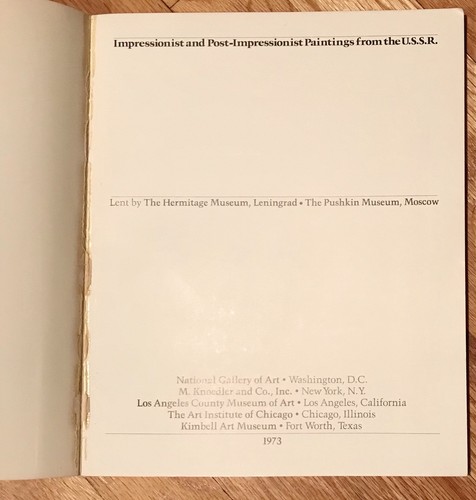 Impressionist and Post-Impressionist Paintings from the U.S.S.R.
Lent by The Hermitage Museum, Leningrad • The Pushkin Museum, Moscow
National Gallery of Art • Washington, D.C.
M. Knoedler and Co., Inc. • New York, N.Y.
Los Angeles County Museum of Art • Los Angeles, California
The Art Institute of Chicago • Chicago, Illinois
Kimbell Art Museum • Fort Worth, Texas
1973